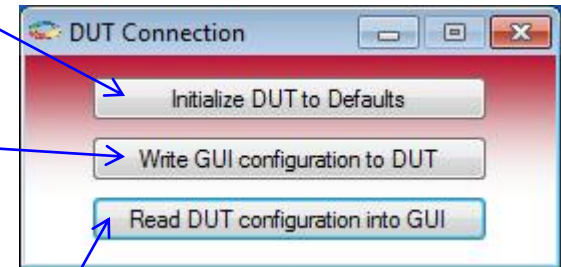 DUT Connection
Initialize DUT to Defaults
Write GUI configuration to DUT
Read DUT configuration into GUI